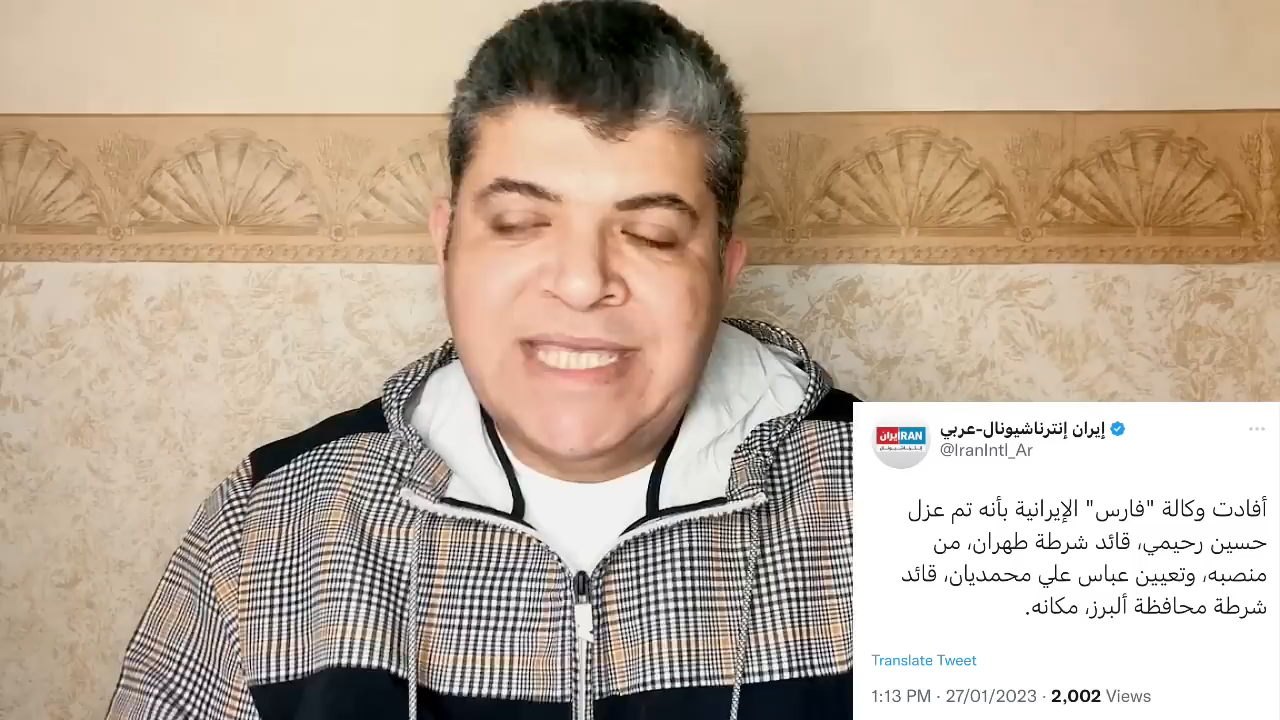 إيران إنترناشيونال-عربي
@IranIntl_Ar
إيران IRAN
أفادت وكالة "فارس" الإيرانية بأنه تم عزل
حسين رحيمي، قائد شرطة طهران، من
منصبه، وتعيين عباس علي محمديان، قائد
شرطة محافظة ألبرز، مكانه.
Translate Tweet
1:13 PM · 27/01/2023 · 2,002 Views